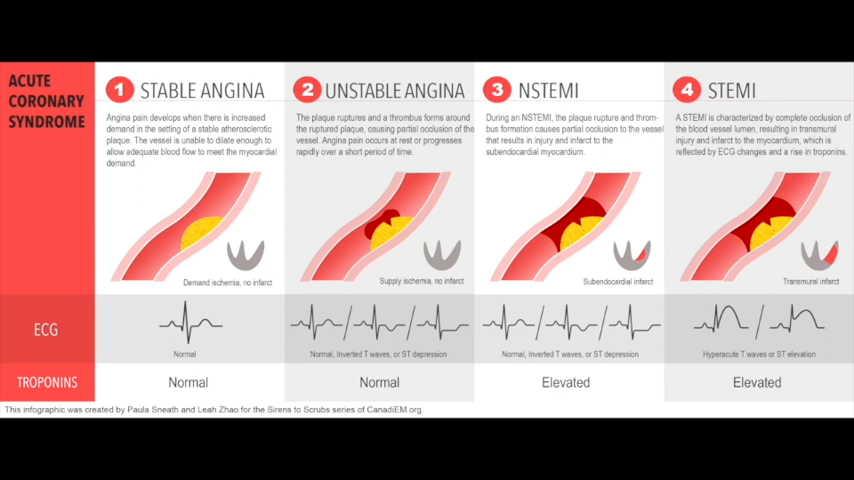 ACUTE
CORONARY
SYNDROME
1 STABLE ANGINA
Angina pain develops when there is increased
demand in the setting of a stable atherosclerotic
plaque. The vessel is unable to dilate enough to
allow adequate blood flow to meet the myocardial
demand.
Demand ischemia, no infarct
2 UNSTABLE ANGINA
The plaque ruptures and a thrombus forms around
the ruptured plaque, causing partial occlusion of the
vessel. Angina pain occurs at rest or progresses
rapidly over a short period of time.
Supply ischemia, no infarct
3 NSTEMI
During an NSTEMI, the plaque rupture and throm-
bus formation causes partial occlusion to the vessel
that results in injury and infarct to the
subendocardial myocardium.
Subendocardial infarct
4 STEMI
A STEMI is characterized by complete occlusion of
the blood vessel lumen, resulting in transmural
injury and infarct to the myocardium, which is
reflected by ECG changes and a rise in troponins.
Transmural infarct
ECG
Normal
Normal, Inverted T waves, or ST depression
Normal, Inverted T waves, or ST depression
Hyperacute T waves or ST elevation
TROPONINS
Normal
Normal
Elevated
Elevated
This infographic was created by Paula Sneath and Leah Zhao for the Sirens to Scrubs series of CanadiEM.org.